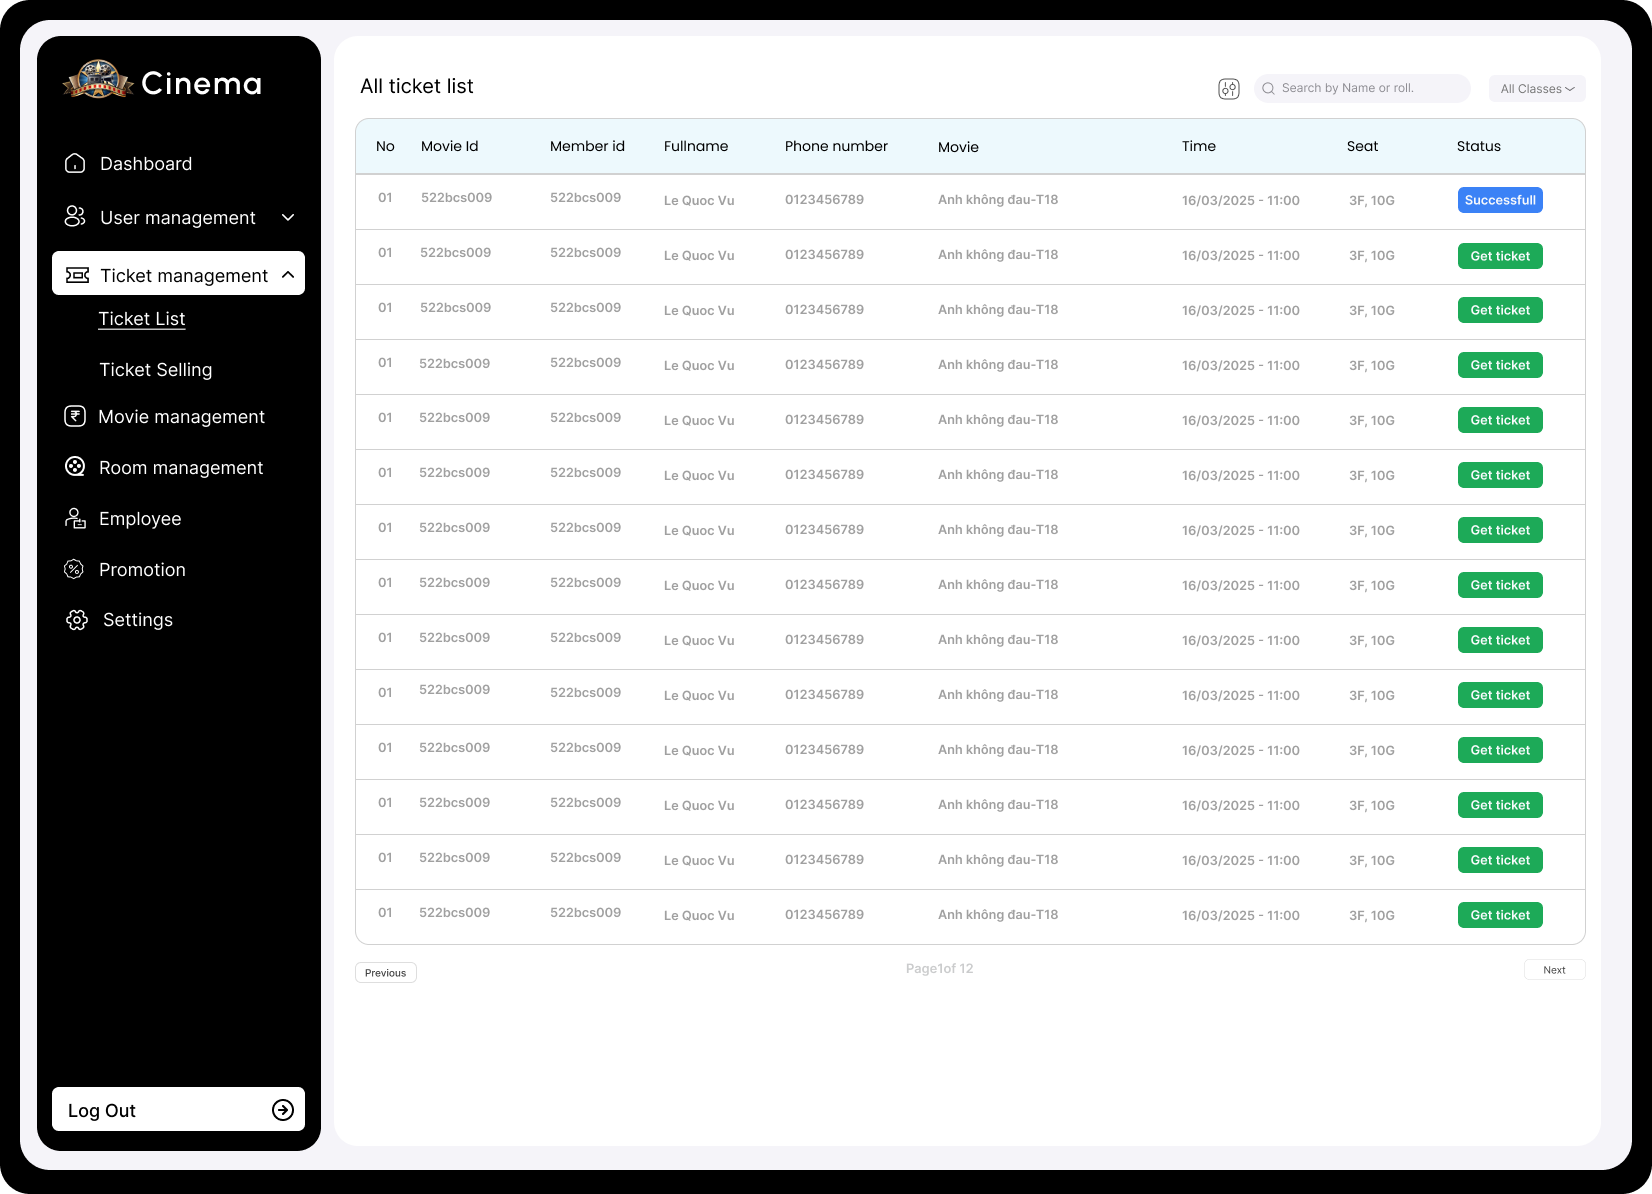 Cinema
Dashboard
User management
Ticket management
Ticket List
Ticket Selling
Movie management
Room management
Employee
Promotion
Settings
Log Out
All ticket list
Search by Name or roll.
All Classes
No Movie Id Member id Fullname Phone number Movie Time Seat Status
01 522bcs009 522bcs009 Le Quoc Vu 0123456789 Anh không đau-T18 16/03/2025 - 11:00 3F, 10G Successfull
01 522bcs009 522bcs009 Le Quoc Vu 0123456789 Anh không đau-T18 16/03/2025 - 11:00 3F, 10G Get ticket
01 522bcs009 522bcs009 Le Quoc Vu 0123456789 Anh không đau-T18 16/03/2025 - 11:00 3F, 10G Get ticket
01 522bcs009 522bcs009 Le Quoc Vu 0123456789 Anh không đau-T18 16/03/2025 - 11:00 3F, 10G Get ticket
01 522bcs009 522bcs009 Le Quoc Vu 0123456789 Anh không đau-T18 16/03/2025 - 11:00 3F, 10G Get ticket
01 522bcs009 522bcs009 Le Quoc Vu 0123456789 Anh không đau-T18 16/03/2025 - 11:00 3F, 10G Get ticket
01 522bcs009 522bcs009 Le Quoc Vu 0123456789 Anh không đau-T18 16/03/2025 - 11:00 3F, 10G Get ticket
01 522bcs009 522bcs009 Le Quoc Vu 0123456789 Anh không đau-T18 16/03/2025 - 11:00 3F, 10G Get ticket
01 522bcs009 522bcs009 Le Quoc Vu 0123456789 Anh không đau-T18 16/03/2025 - 11:00 3F, 10G Get ticket
01 522bcs009 522bcs009 Le Quoc Vu 0123456789 Anh không đau-T18 16/03/2025 - 11:00 3F, 10G Get ticket
01 522bcs009 522bcs009 Le Quoc Vu 0123456789 Anh không đau-T18 16/03/2025 - 11:00 3F, 10G Get ticket
01 522bcs009 522bcs009 Le Quoc Vu 0123456789 Anh không đau-T18 16/03/2025 - 11:00 3F, 10G Get ticket
01 522bcs009 522bcs009 Le Quoc Vu 0123456789 Anh không đau-T18 16/03/2025 - 11:00 3F, 10G Get ticket
01 522bcs009 522bcs009 Le Quoc Vu 0123456789 Anh không đau-T18 16/03/2025 - 11:00 3F, 10G Get ticket
Previous
Page1of 12
Next